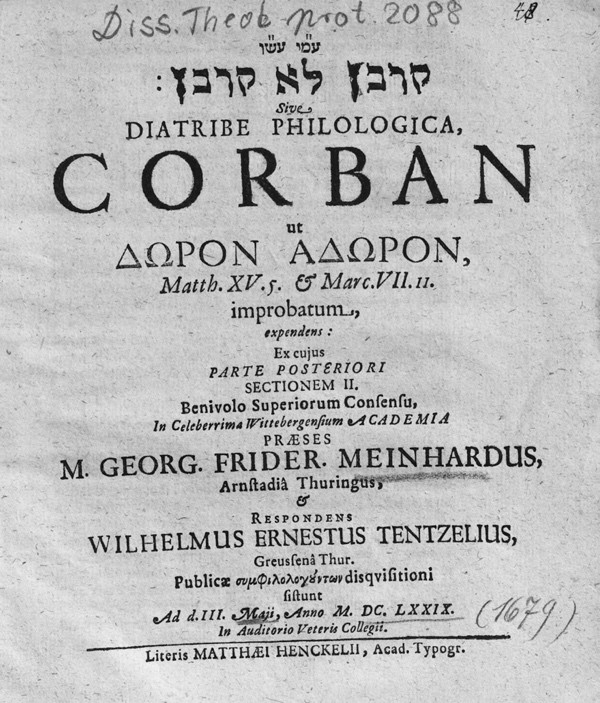 Diss. Theol. prot. 2088
48.
עמי עשו
קרבן לא קרבן :
Sive
DIATRIBE PHILOLOGICA,
CORBAN
ut
ΔΩΡΟΝ ΑΔΩΡΟΝ,
Matth. XV. 5. & Marc. VII. 11.
improbatum,
expendens :
Ex cujus
PARTE POSTERIORI
SECTIONEM II.
Benivolo Superiorum Conſenſu,
In Celeberrima Wittebergenſium ACADEMIA
PRÆSES
M. GEORG. FRIDER. MEINHARDUS,
Arnſtadiâ Thuringus,
&
RESPONDENS
WILHELMUS ERNESTUS TENTZELIUS,
Greuſſenâ Thur.
Publicæ συμφιλολογούντων disqviſitioni
ſiſtunt
Ad d. III. Maji, Anno M. DC. LXXIX.
(1679)
In Auditorio Veteris Collegii.
Literis MATTHÆI HENCKELII, Acad. Typogr.